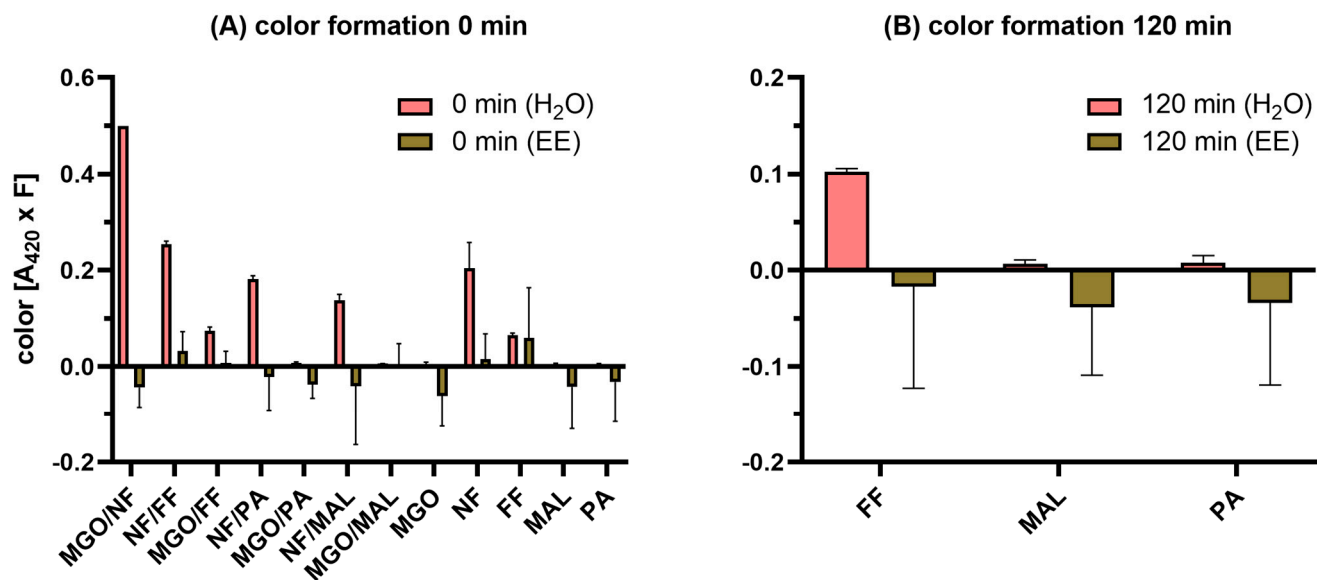 (A) color formation 0 min
color [A₄₂₀ x F]
0.6
0.4
0.2
0.0
-0.2
0 min (H₂O)
0 min (EE)
MGO/NF
NF/FF
MGO/FF
NF/PA
MGO/PA
NF/MAL
MGO/MAL
MGO
NF
FF
MAL
PA
(B) color formation 120 min
0.2
0.1
0.0
-0.1
-0.2
120 min (H₂O)
120 min (EE)
FF
MAL
PA